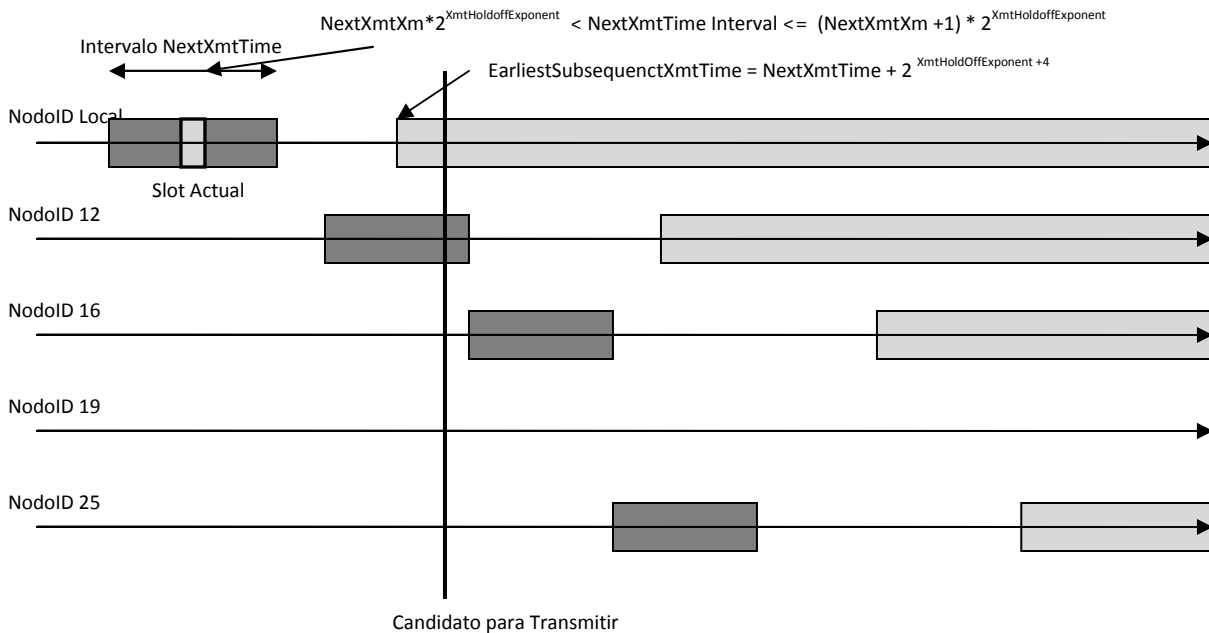 NextXmtXm*2^XmtHoldoffExponent < NextXmtTime Interval <= (NextXmtXm +1) * 2^XmtHoldoffExponent
Intervalo NextXmtTime
EarliestSubsequenctXmtTime = NextXmtTime + 2^XmtHoldOffExponent +4
NodoID Local
Slot Actual
NodoID 12
NodoID 16
NodoID 19
NodoID 25
Candidato para Transmitir